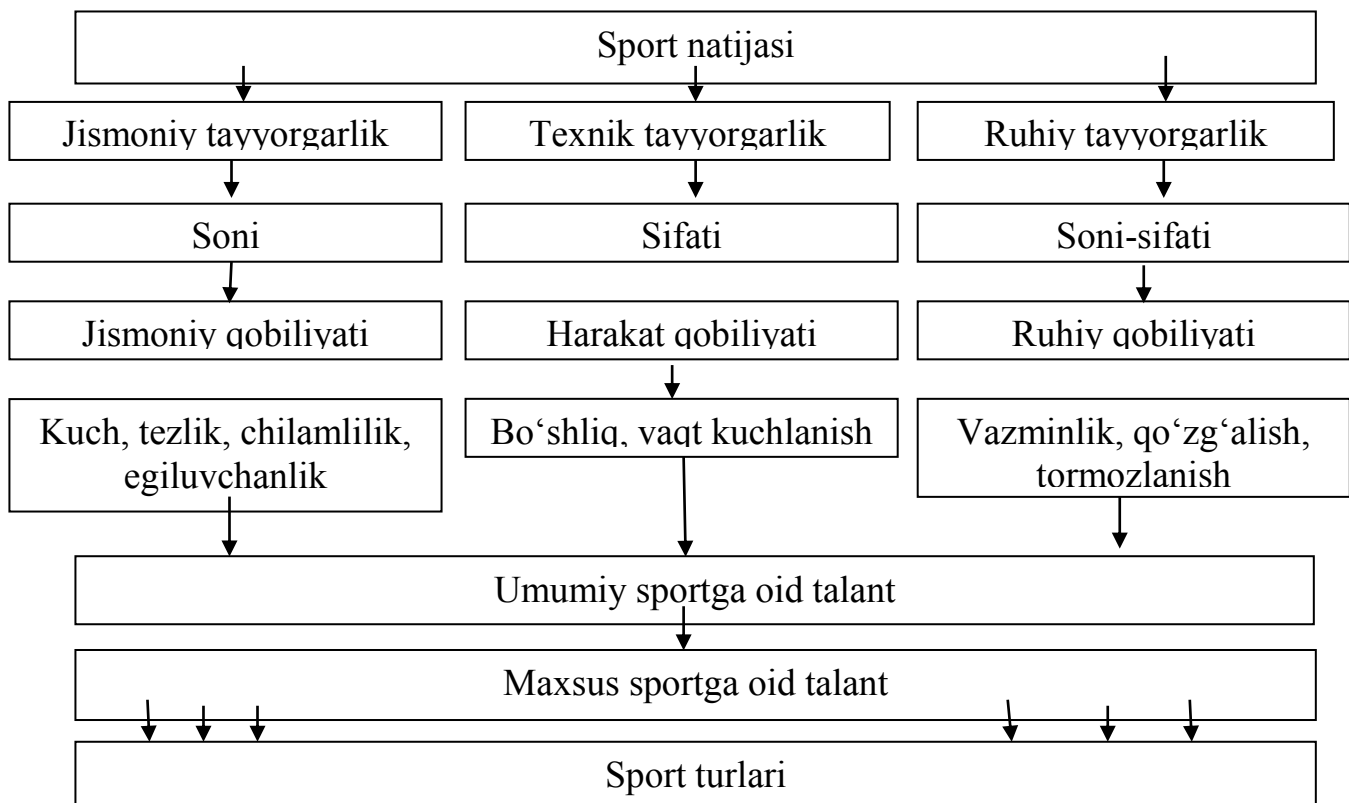 Sport natijasi
Jismoniy tayyorgarlik
Texnik tayyorgarlik
Ruhiy tayyorgarlik
Soni
Sifati
Soni-sifati
Jismoniy qobiliyati
Harakat qobiliyati
Ruhiy qobiliyati
Kuch, tezlik, chilamlilik,
egiluvchanlik
Bo‘shliq, vaqt kuchlanish
Vazminlik, qo‘zg‘alish,
tormozlanish
Umumiy sportga oid talant
Maxsus sportga oid talant
Sport turlari